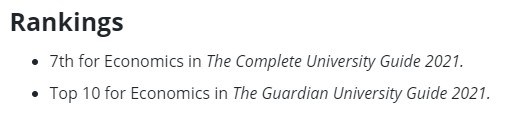 Rankings
7th for Economics in The Complete University Guide 2021.
Top 10 for Economics in The Guardian University Guide 2021.